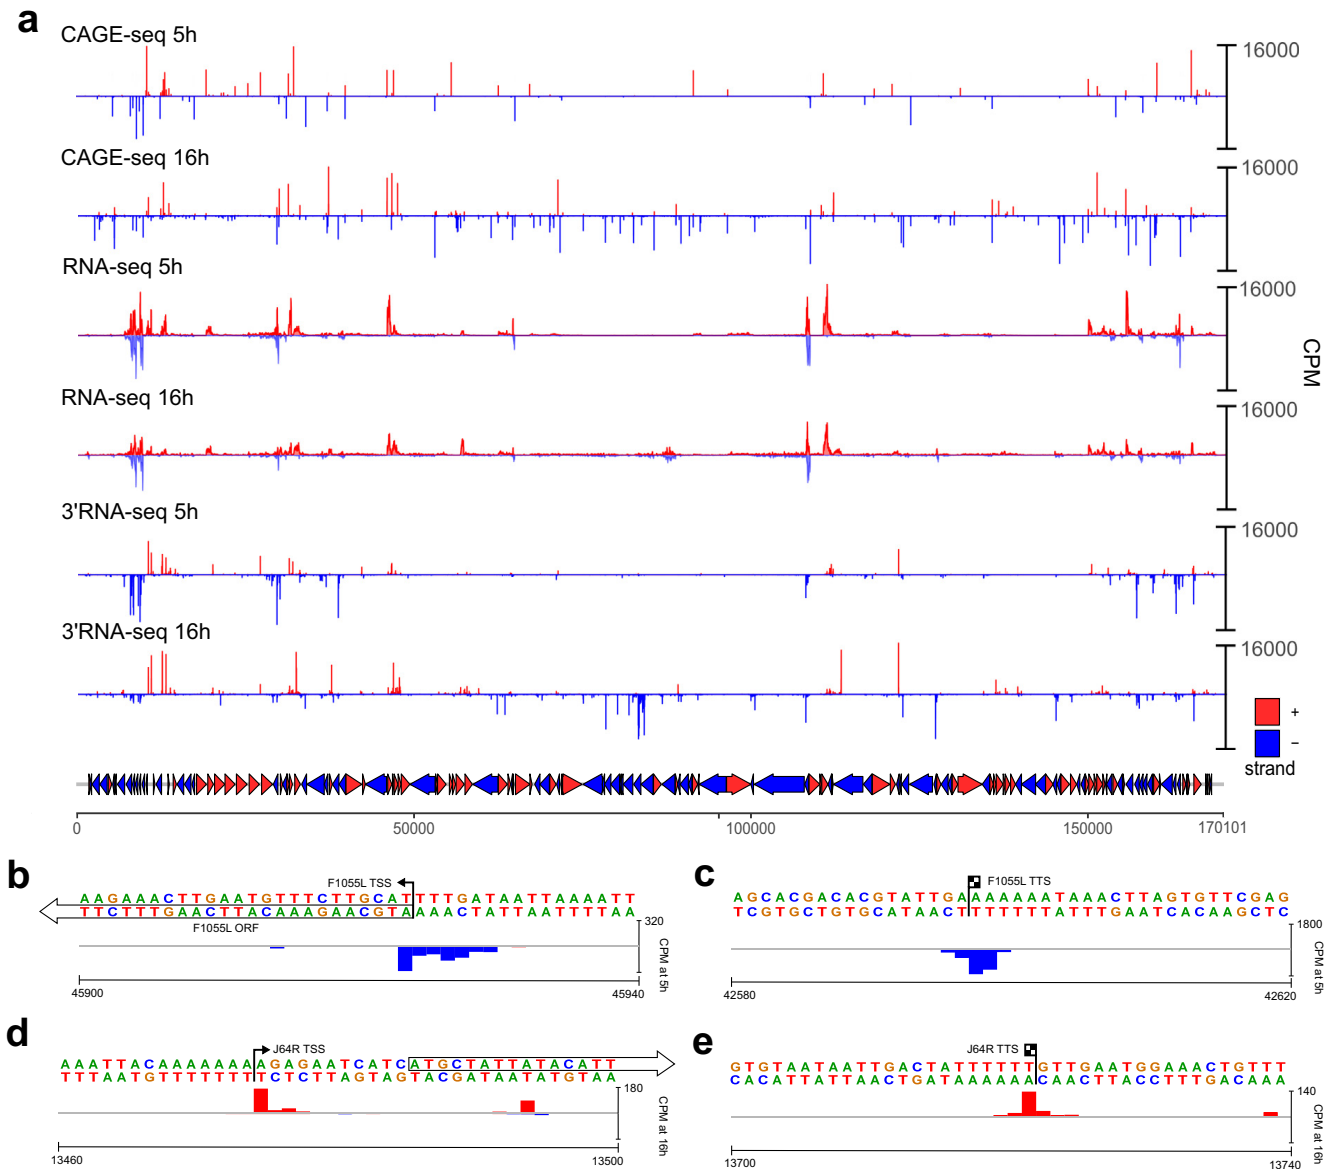 a
CAGE-seq 5h
16000
CAGE-seq 16h
16000
RNA-seq 5h
16000
CPM
RNA-seq 16h
16000
3'RNA-seq 5h
16000
3'RNA-seq 16h
16000
+
−
strand
0 50000 100000 150000 170101
b
F1055L TSS
AAGAAACTTGAATGTTTCTTGCATTTTGATAATTAAAATT
TTCTTTGAACTTACAAAGAACGTAAAACTATTAATTTTAA
F1055L ORF
320
CPM at 5h
45900 45940
c
F1055L TTS
AGCACGACACGTATTGAAAAAAATAAACTTAGTGTTCGAG
TCGTGCTGTGCATAACTTTTTTTATTTGAATCACAAGCTC
1800
CPM at 5h
42580 42620
d
J64R TSS
AAATTACAAAAAAAAGAGAATCATCATGCTATTATACATT
TTTAATGTTTTTTTTCTCTTAGTAGTACGATAATATGTAA
180
CPM at 16h
13460 13500
e
J64R TTS
GTGTAATAATTGACTATTTTTTGTTGAATGGAAACTGTTT
CACATTATTAACTGATAAAAAACAACTTACCTTTGACAAA
140
CPM at 16h
13700 13740